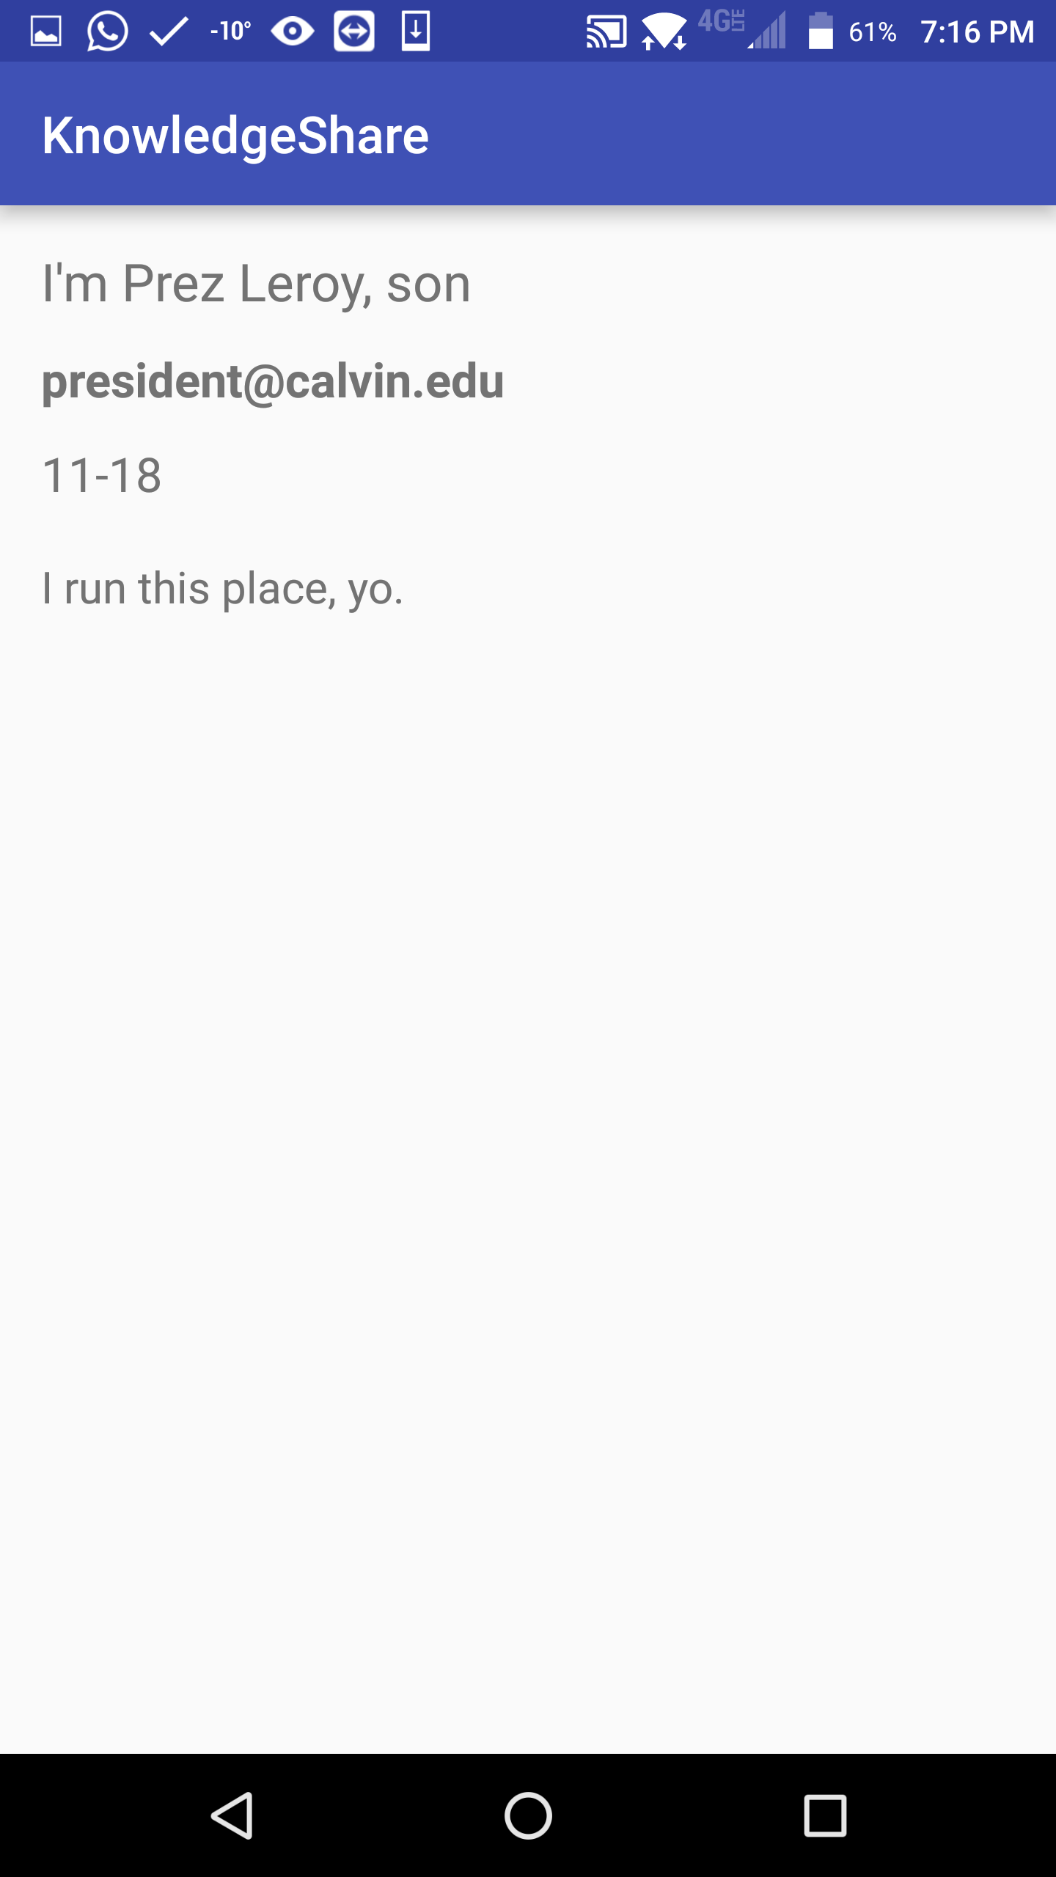 -10°
4G LTE
61%
7:16 PM
KnowledgeShare
I'm Prez Leroy, son
president@calvin.edu
11-18
I run this place, yo.